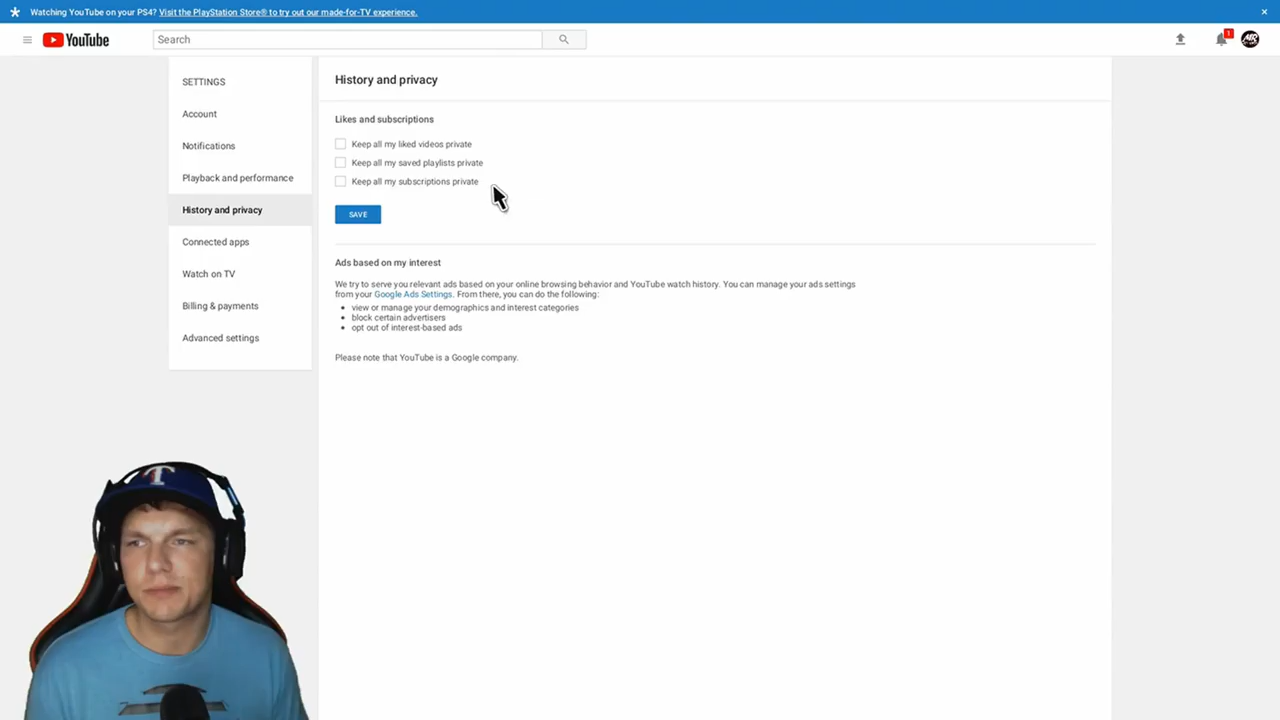 Watching YouTube on your PS4? Visit the PlayStation Store® to try out our made-for-TV experience.
YouTube
Search
1
SETTINGS
Account
Notifications
Playback and performance
History and privacy
Connected apps
Watch on TV
Billing & payments
Advanced settings
History and privacy
Likes and subscriptions
Keep all my liked videos private
Keep all my saved playlists private
Keep all my subscriptions private
SAVE
Ads based on my interest
We try to serve you relevant ads based on your online browsing behavior and YouTube watch history. You can manage your ads settings
from your Google Ads Settings. From there, you can do the following:
view or manage your demographics and interest categories
block certain advertisers
opt out of interest-based ads
Please note that YouTube is a Google company.
T